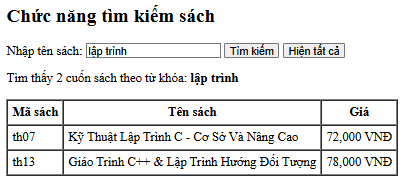 Chức năng tìm kiếm sách
Nhập tên sách: lập trình Tìm kiếm Hiện tất cả
Tìm thấy 2 cuốn sách theo từ khóa: lập trình
Mã sách Tên sách Giá
th07 Kỹ Thuật Lập Trình C - Cơ Sở Và Nâng Cao 72,000 VNĐ
th13 Giáo Trình C++ & Lập Trình Hướng Đối Tượng 78,000 VNĐ